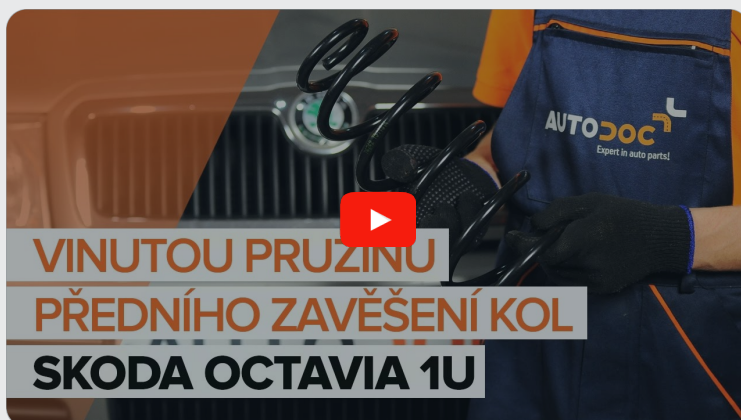 AUTODOC
Expert in auto parts!
VINUTOU PRUŽINU
PŘEDNÍHO ZAVĚŠENÍ KOL
SKODA OCTAVIA 1U